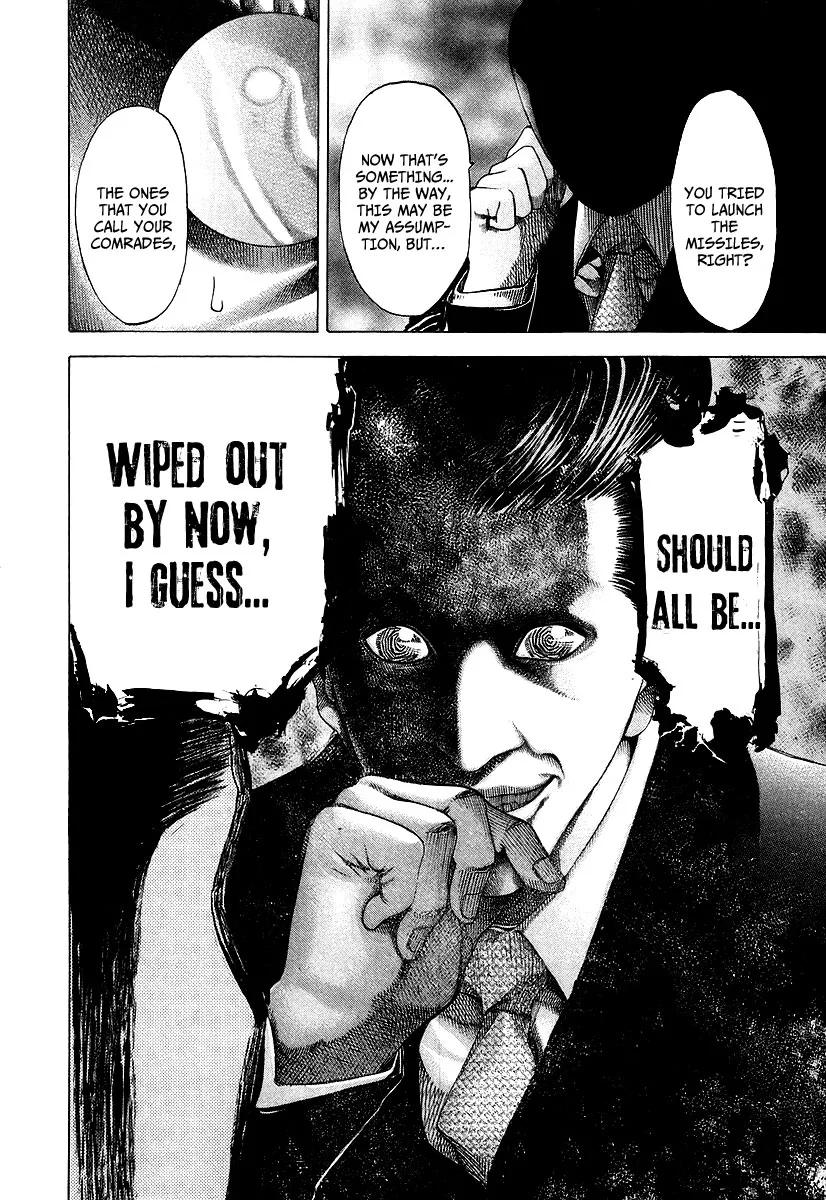 YOU TRIED
TO LAUNCH
THE
MISSILES,
RIGHT?
NOW THAT'S
SOMETHING...
BY THE WAY,
THIS MAY BE
MY ASSUMP-
TION, BUT...
THE ONES
THAT YOU
CALL YOUR
COMRADES,
SHOULD
ALL BE...
WIPED OUT
BY NOW,
I GUESS...